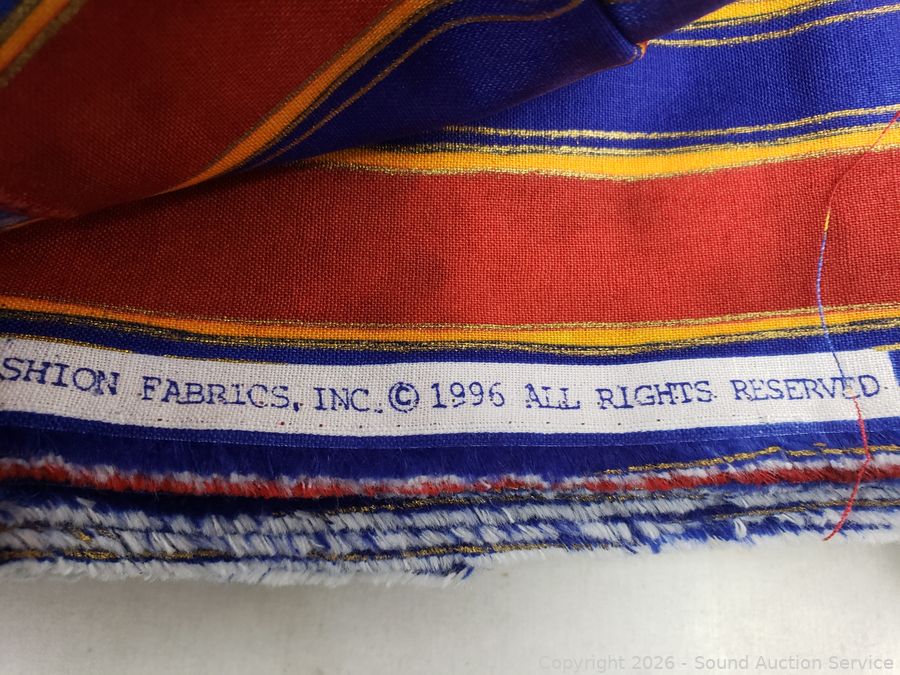 SHION FABRICS, INC. © 1996 ALL RIGHTS RESERVED
Copyright 2026 - Sound Auction Service